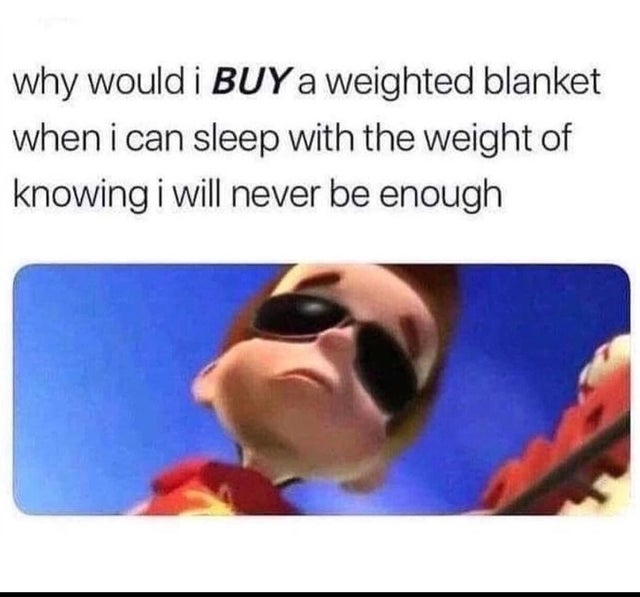 why would i BUY a weighted blanket
when i can sleep with the weight of
knowing i will never be enough